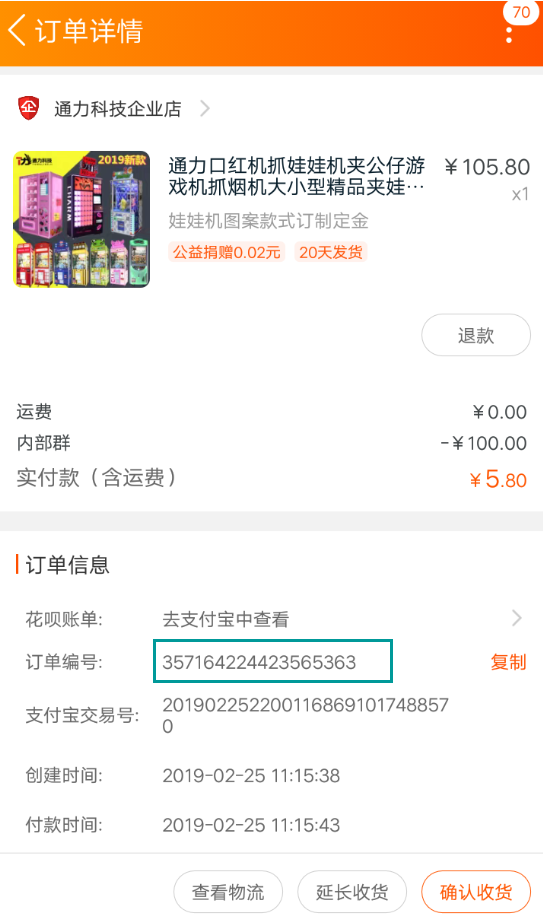 订单详情
70
企
通力科技企业店
通力科技
2019新款
通力口红机抓娃娃机夹公仔游
戏机抓烟机大小型精品夹娃…
¥105.80
x1
娃娃机图案款式订制定金
公益捐赠0.02元 20天发货
退款
运费 ¥0.00
内部群 -¥100.00
实付款（含运费） ¥5.80
订单信息
花呗账单: 去支付宝中查看
订单编号: 357164224423565363 复制
支付宝交易号: 201902252200116869101748857
0
创建时间: 2019-02-25 11:15:38
付款时间: 2019-02-25 11:15:43
查看物流 延长收货 确认收货